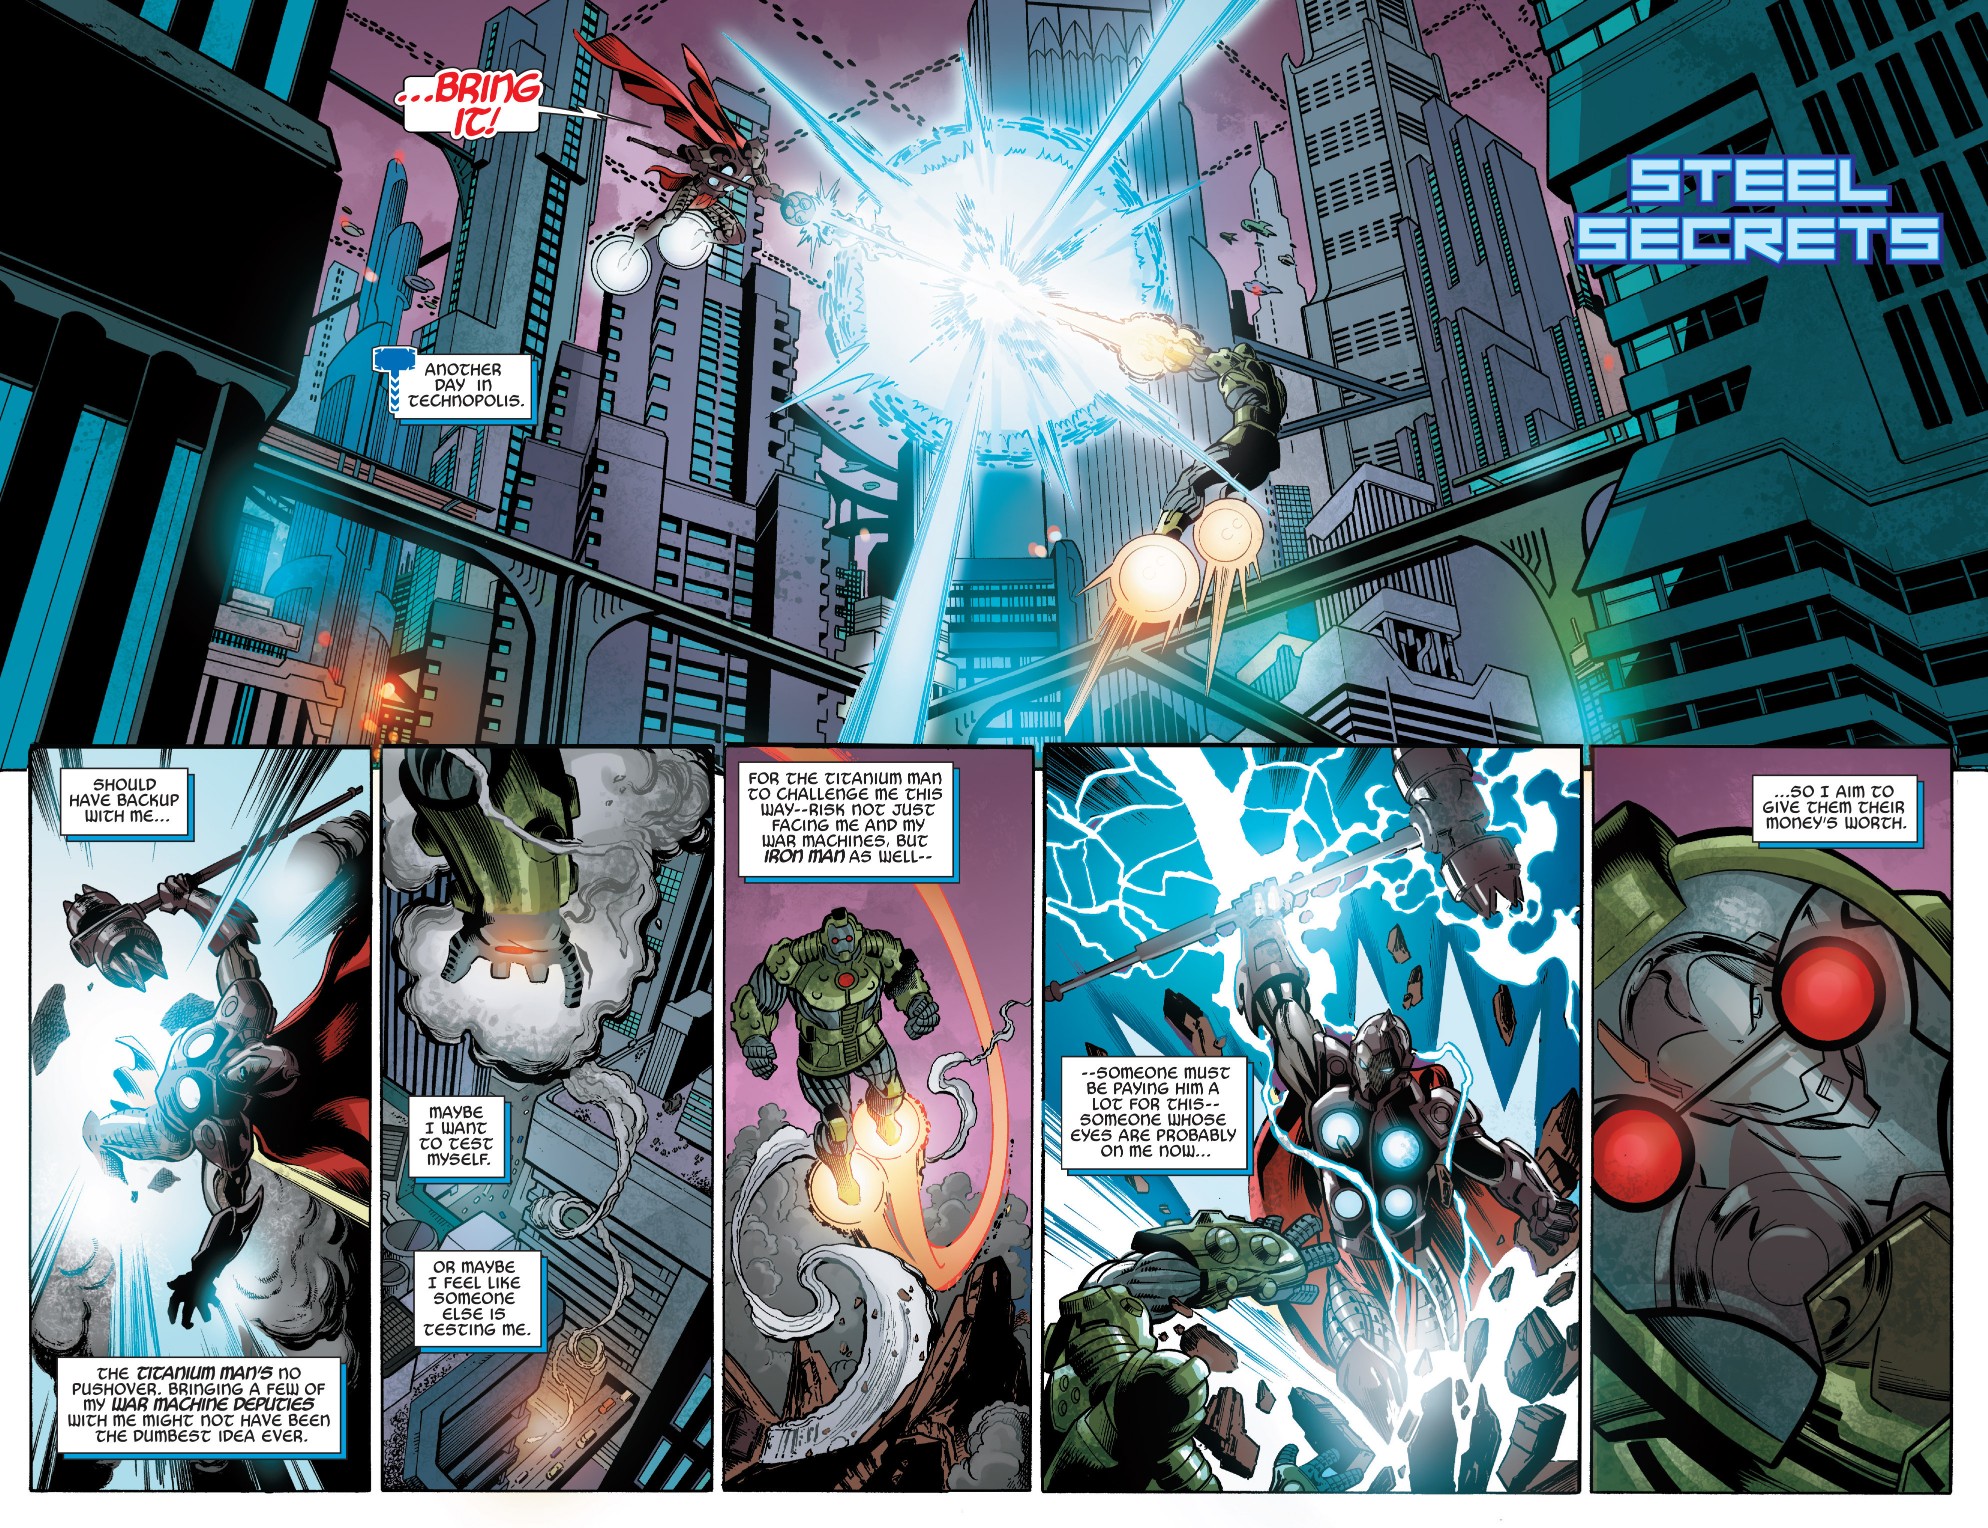 ...BRING
IT!
STEEL
SECRETS
ANOTHER
DAY IN
TECHNOPOLIS.
SHOULD
HAVE BACKUP
WITH ME...
THE TITANIUM MAN'S NO
PUSHOVER. BRINGING A FEW OF
MY WAR MACHINE DEPUTIES
WITH ME MIGHT NOT HAVE BEEN
THE DUMBEST IDEA EVER.
MAYBE
I WANT
TO TEST
MYSELF.
OR MAYBE
I FEEL LIKE
SOMEONE
ELSE IS
TESTING ME.
FOR THE TITANIUM MAN
TO CHALLENGE ME THIS
WAY--RISK NOT JUST
FACING ME AND MY
WAR MACHINES, BUT
IRON MAN AS WELL--
--SOMEONE MUST
BE PAYING HIM A
LOT FOR THIS--
SOMEONE WHOSE
EYES ARE PROBABLY
ON ME NOW...
...SO I AIM TO
GIVE THEM THEIR
MONEY'S WORTH.